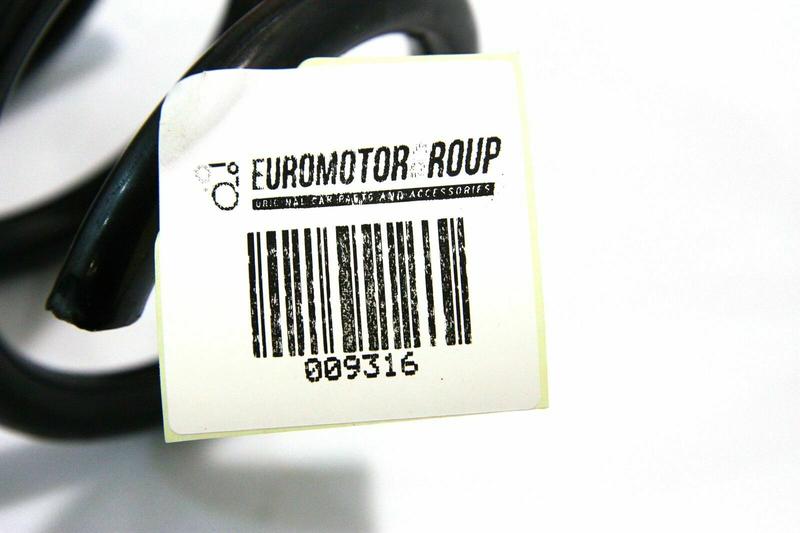 EUROMOTORGROUP
ORIGINAL CAR PARTS AND ACCESSORIES
009316